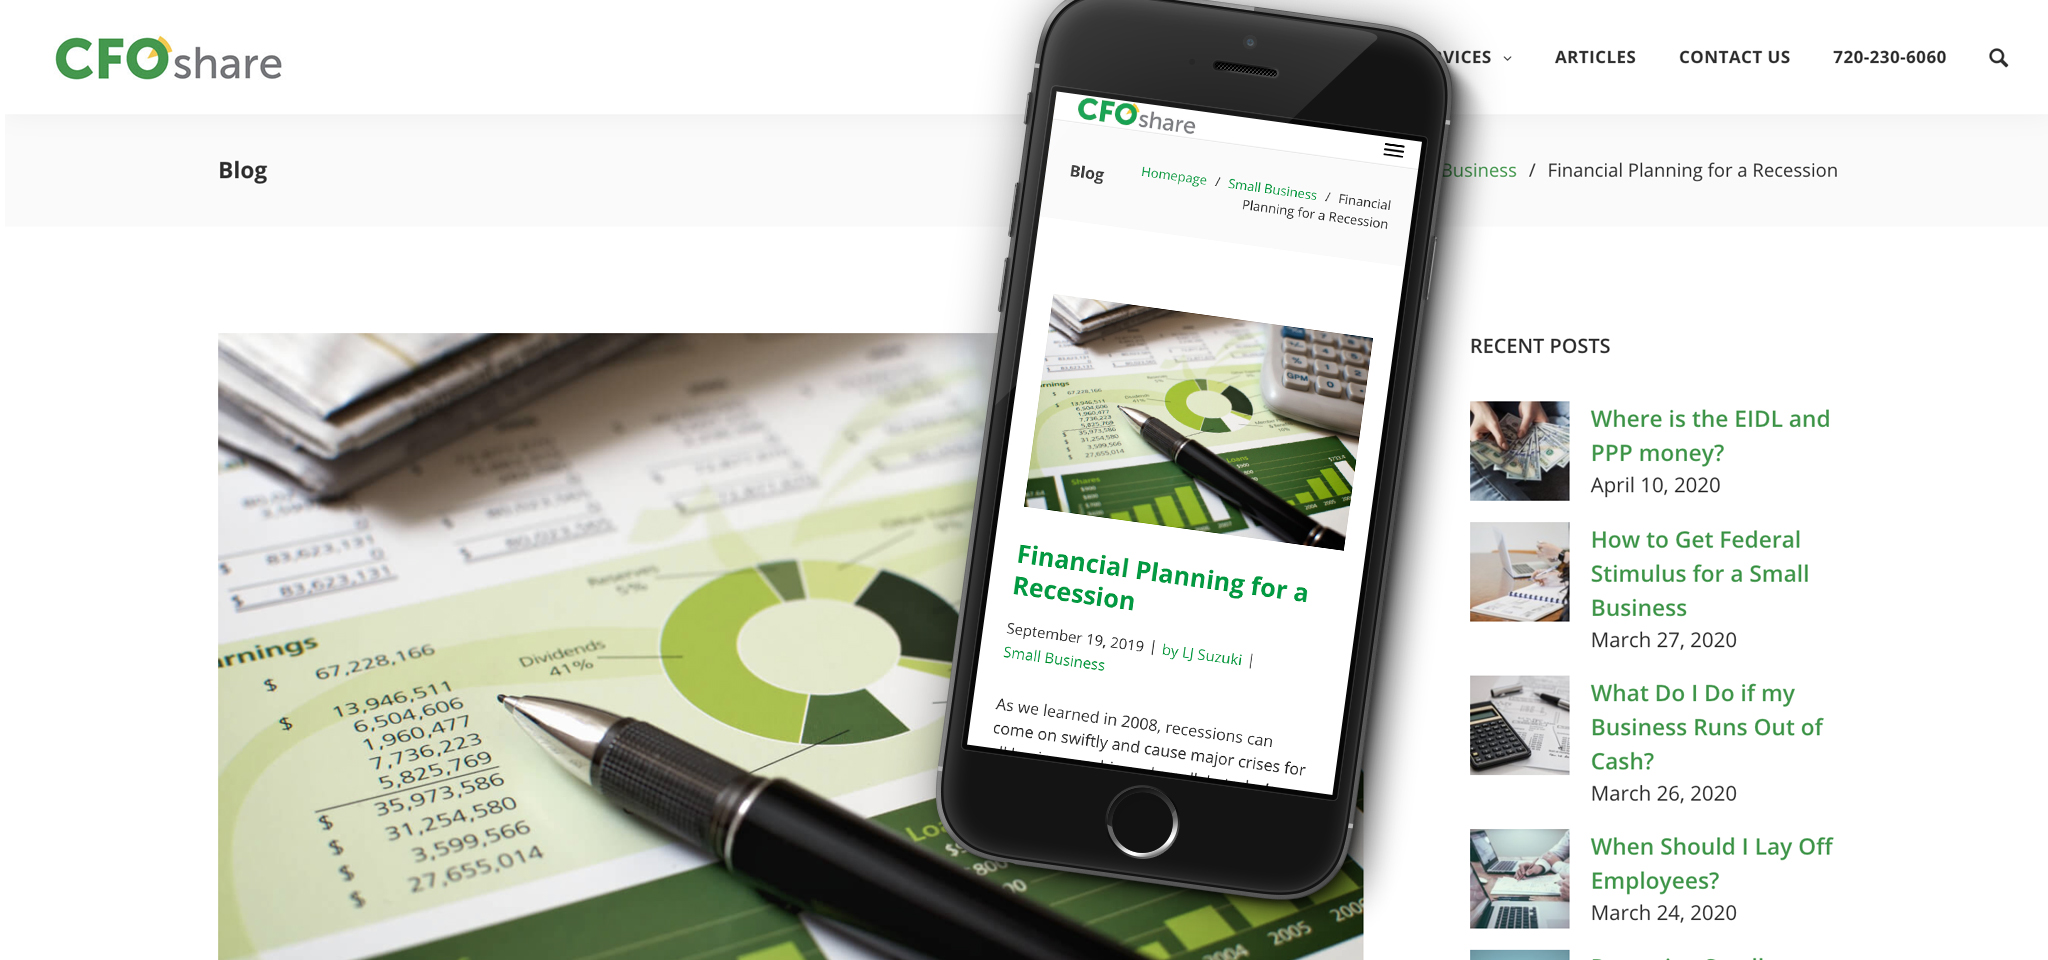 CFOshare
VICES
ARTICLES
CONTACT US
720-230-6060
Blog
Business / Financial Planning for a Recession
CFOshare
Blog
Homepage / Small Business / Financial
Planning for a Recession
Financial Planning for a
Recession
September 19, 2019 | by LJ Suzuki |
Small Business
As we learned in 2008, recessions can
come on swiftly and cause major crises for
83,623,131
0
$ 83,623,131
Reserves
5%
Dividends
41%
rnings
$ 67,228,166
$ 13,946,511
6,504,606
1,960,477
7,736,223
5,825,769
$ 35,973,586
$ 31,254,580
$ 3,599,566
$ 27,655,014
800
2004
2005
RECENT POSTS
Where is the EIDL and
PPP money?
April 10, 2020
How to Get Federal
Stimulus for a Small
Business
March 27, 2020
What Do I Do if my
Business Runs Out of
Cash?
March 26, 2020
When Should I Lay Off
Employees?
March 24, 2020